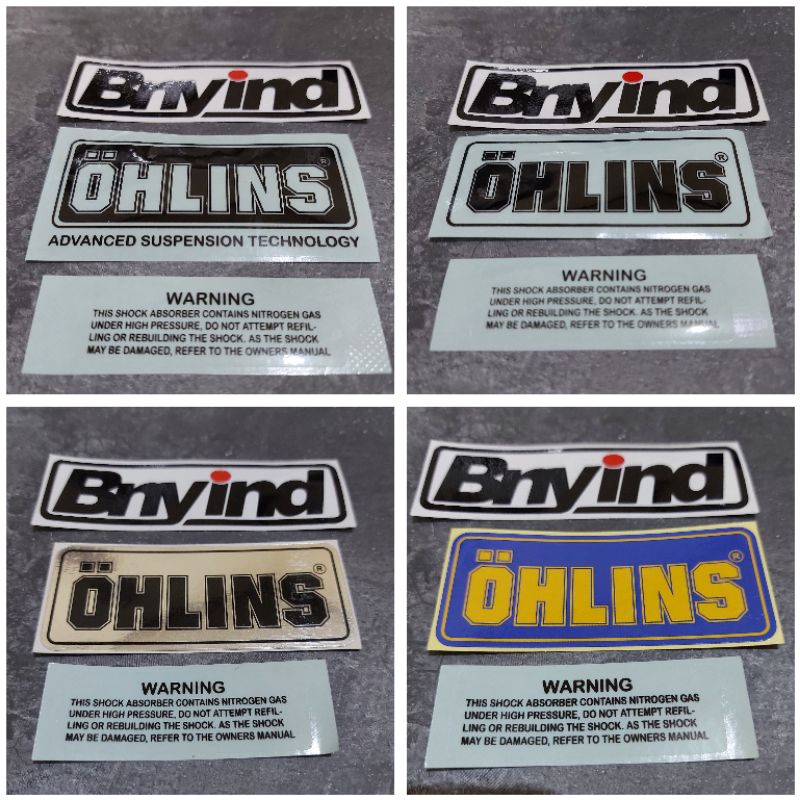 Bnyind
ÖHLINS®
ADVANCED SUSPENSION TECHNOLOGY
WARNING
THIS SHOCK ABSORBER CONTAINS NITROGEN GAS
UNDER HIGH PRESSURE, DO NOT ATTEMPT REFIL-
LING OR REBUILDING THE SHOCK. AS THE SHOCK
MAY BE DAMAGED, REFER TO THE OWNERS MANUAL
Bnyind
ÖHLINS®
WARNING
THIS SHOCK ABSORBER CONTAINS NITROGEN GAS
UNDER HIGH PRESSURE, DO NOT ATTEMPT REFIL-
LING OR REBUILDING THE SHOCK. AS THE SHOCK
MAY BE DAMAGED, REFER TO THE OWNERS MANUAL
Bnyind
ÖHLINS®
WARNING
THIS SHOCK ABSORBER CONTAINS NITROGEN GAS
UNDER HIGH PRESSURE, DO NOT ATTEMPT REFIL-
LING OR REBUILDING THE SHOCK. AS THE SHOCK
MAY BE DAMAGED, REFER TO THE OWNERS MANUAL
Bnyind
ÖHLINS®
WARNING
THIS SHOCK ABSORBER CONTAINS NITROGEN GAS
UNDER HIGH PRESSURE, DO NOT ATTEMPT REFIL-
LING OR REBUILDING THE SHOCK. AS THE SHOCK
MAY BE DAMAGED, REFER TO THE OWNERS MANUAL